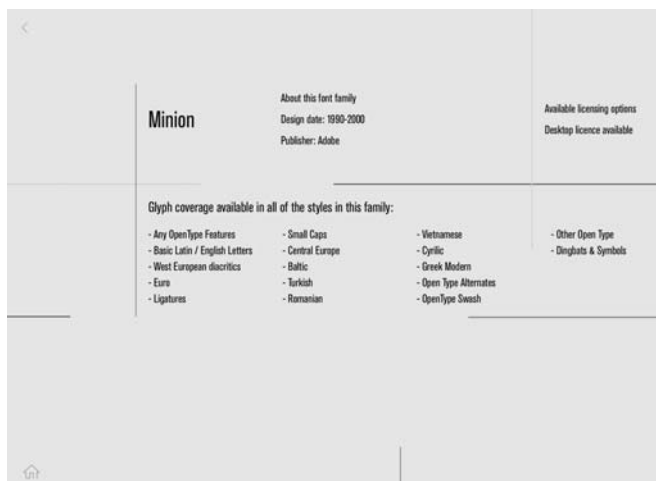 Minion
About this font family
Design date: 1990-2000
Publisher: Adobe
Available licensing options
Desktop licence available
Glyph coverage available in all of the styles in this family:
- Any OpenType Features
- Basic Latin / English Letters
- West European diacritics
- Euro
- Ligatures
- Small Caps
- Central Europe
- Baltic
- Turkish
- Romanian
- Vietnamese
- Cyrilic
- Greek Modern
- Open Type Alternates
- OpenType Swash
- Other Open Type
- Dingbats & Symbols